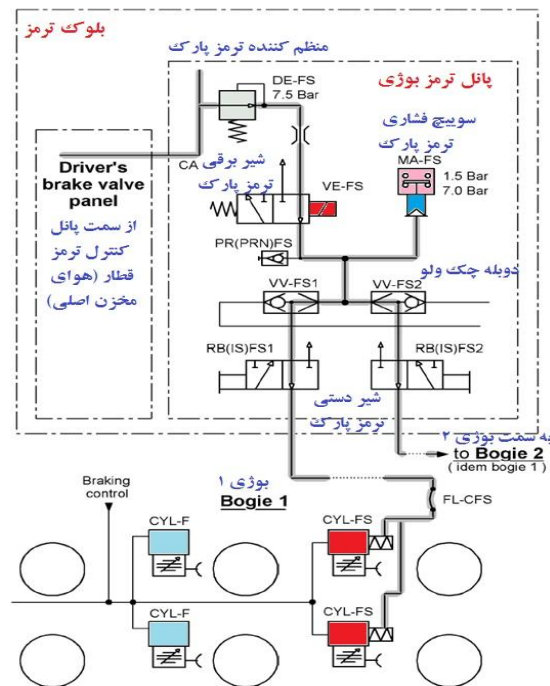 بلوک ترمز
منظم کننده ترمز پارک
پانل ترمز بوژی
DE-FS
7.5 Bar
سوییچ فشاری
ترمز پارک
MA-FS
1.5 Bar
7.0 Bar
CA
شیر برقی
ترمز پارک
VE-FS
Driver's
brake valve
panel
از سمت پانل
کنترل ترمز
قطار (هوای
مخزن اصلی)
PR(PRN)FS
دوبله چک ولو
VV-FS1
VV-FS2
RB(IS)FS1
RB(IS)FS2
شیر دستی
ترمز پارک
به سمت بوژی ۲
to Bogie 2
( idem bogie 1 )
Braking
control
بوژی ۱
Bogie 1
FL-CFS
CYL-F
CYL-FS
CYL-F
CYL-FS